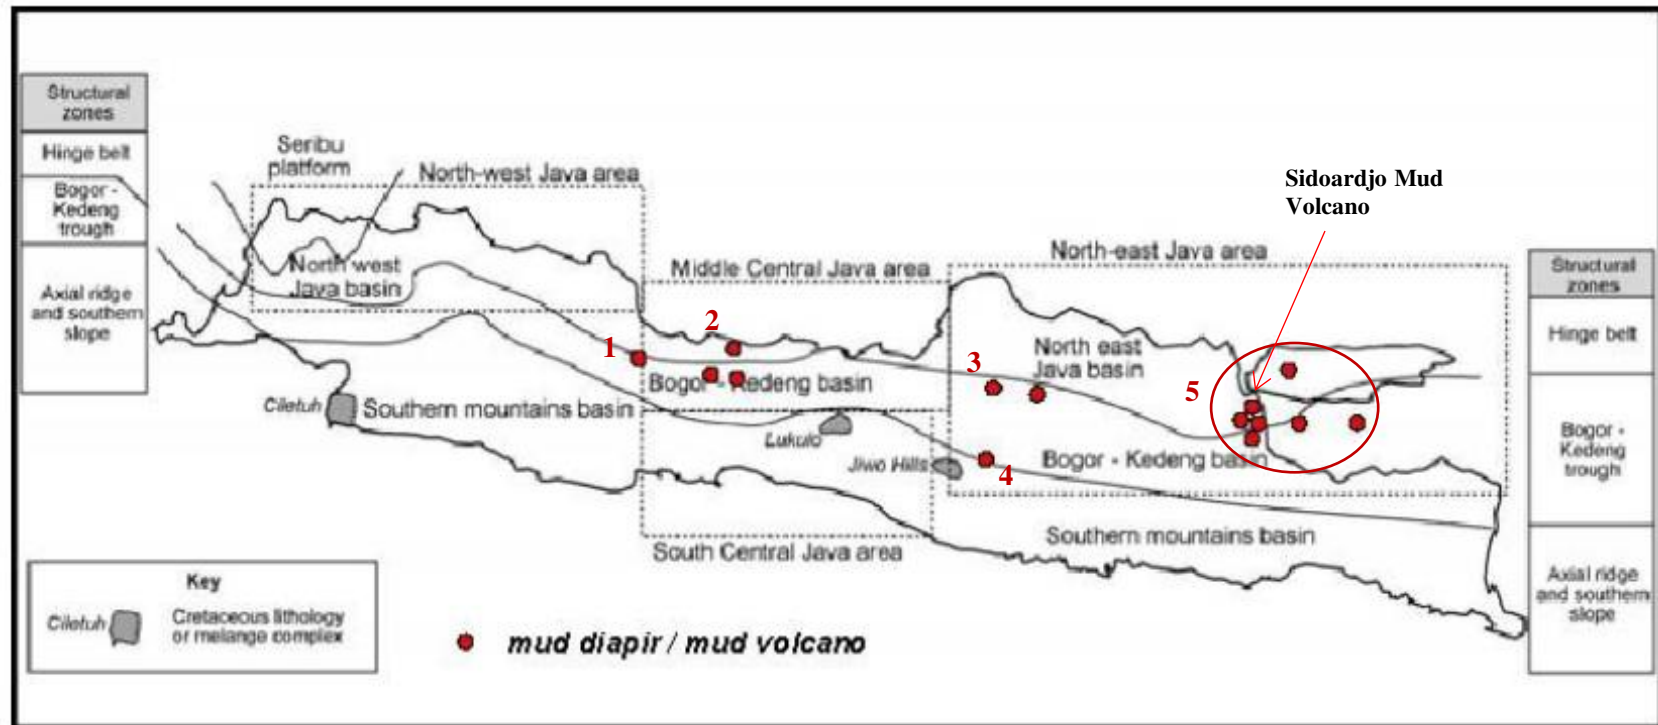 Structural
zones
Hinge belt
Bogor -
Kedeng
trough
Axial ridge
and southern
slope
Seribu
platform
North-west Java area
North west
Java basin
Middle Central Java area
North-east Java area
Sidoardjo Mud
Volcano
1
2
3
4
5
Bogor - Kedeng basin
North east
Java basin
Ciletuh
Southern mountains basin
Lukulo
Jiwo Hills
Bogor - Kedeng basin
South Central Java area
Southern mountains basin
Structural
zones
Hinge belt
Bogor -
Kedeng
trough
Axial ridge
and southern
slope
Key
Ciletuh
Cretaceous lithology
or melange complex
mud diapir / mud volcano